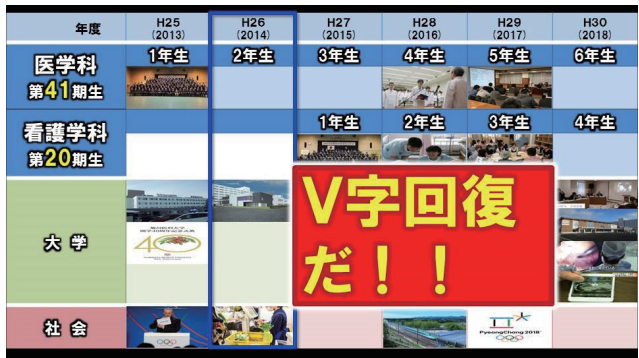 年度
H25
(2013)
H26
(2014)
H27
(2015)
H28
(2016)
H29
(2017)
H30
(2018)
医学科
第41期生
1年生
2年生
3年生
4年生
5年生
6年生
看護学科
第20期生
1年生
2年生
3年生
4年生
大学
40
V字回復
だ！！
社会
PyeongChang 2018